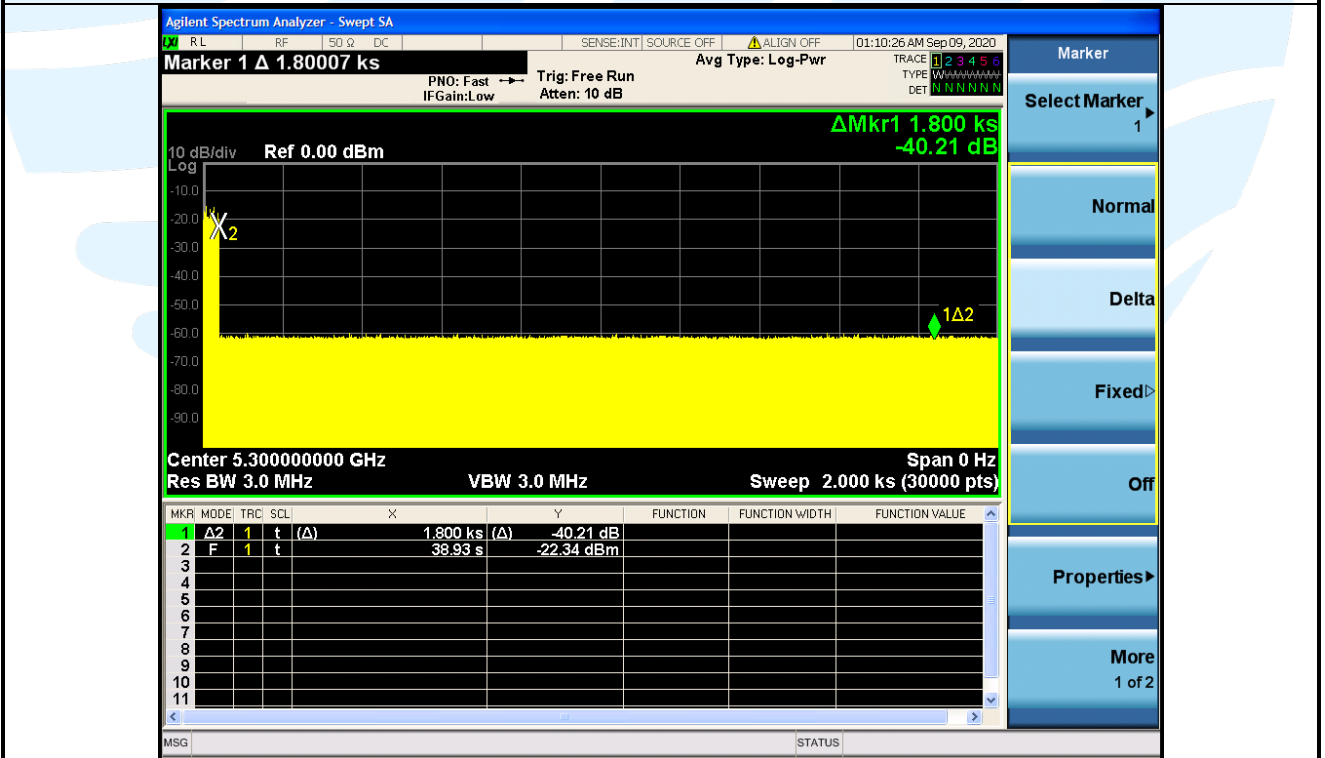 Agilent Spectrum Analyzer - Swept SA
LXI RL RF 50 Ω DC SENSE:INT SOURCE OFF ALIGN OFF 01:10:26 AM Sep 09, 2020
Marker 1 Δ 1.80007 ks
PNO: Fast
IFGain:Low
Trig: Free Run
Atten: 10 dB
Avg Type: Log-Pwr
TRACE 1 2 3 4 5 6
TYPE WWWWWW
DET N N N N N N
ΔMkr1 1.800 ks
-40.21 dB
10 dB/div Ref 0.00 dBm
Log
-10.0
-20.0
-30.0
-40.0
-50.0
-60.0
-70.0
-80.0
-90.0
X2
1Δ2
Center 5.300000000 GHz Span 0 Hz
Res BW 3.0 MHz VBW 3.0 MHz Sweep 2.000 ks (30000 pts)
MKR MODE TRC SCL X Y FUNCTION FUNCTION WIDTH FUNCTION VALUE
1 Δ2 1 t (Δ) 1.800 ks (Δ) -40.21 dB
2 F 1 t 38.93 s -22.34 dBm
3
4
5
6
7
8
9
10
11
MSG STATUS
Marker
Select Marker
1
Normal
Delta
Fixed
Off
Properties
More
1 of 2